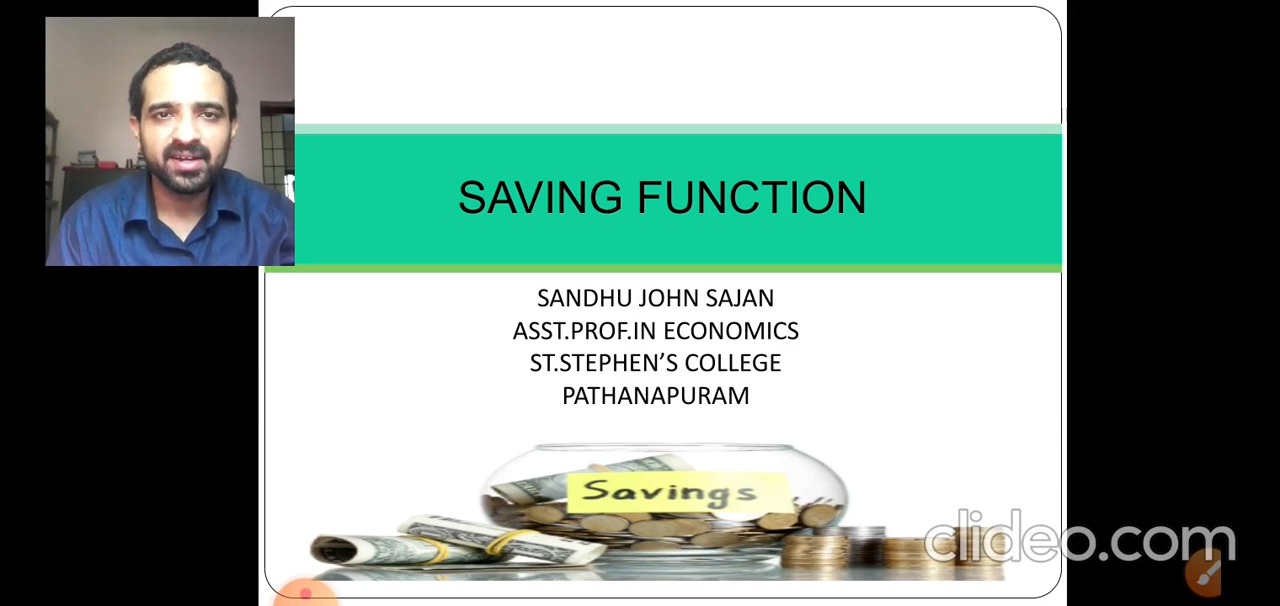 SAVING FUNCTION
SANDHU JOHN SAJAN
ASST.PROF.IN ECONOMICS
ST.STEPHEN’S COLLEGE
PATHANAPURAM
Savings
clideo.com